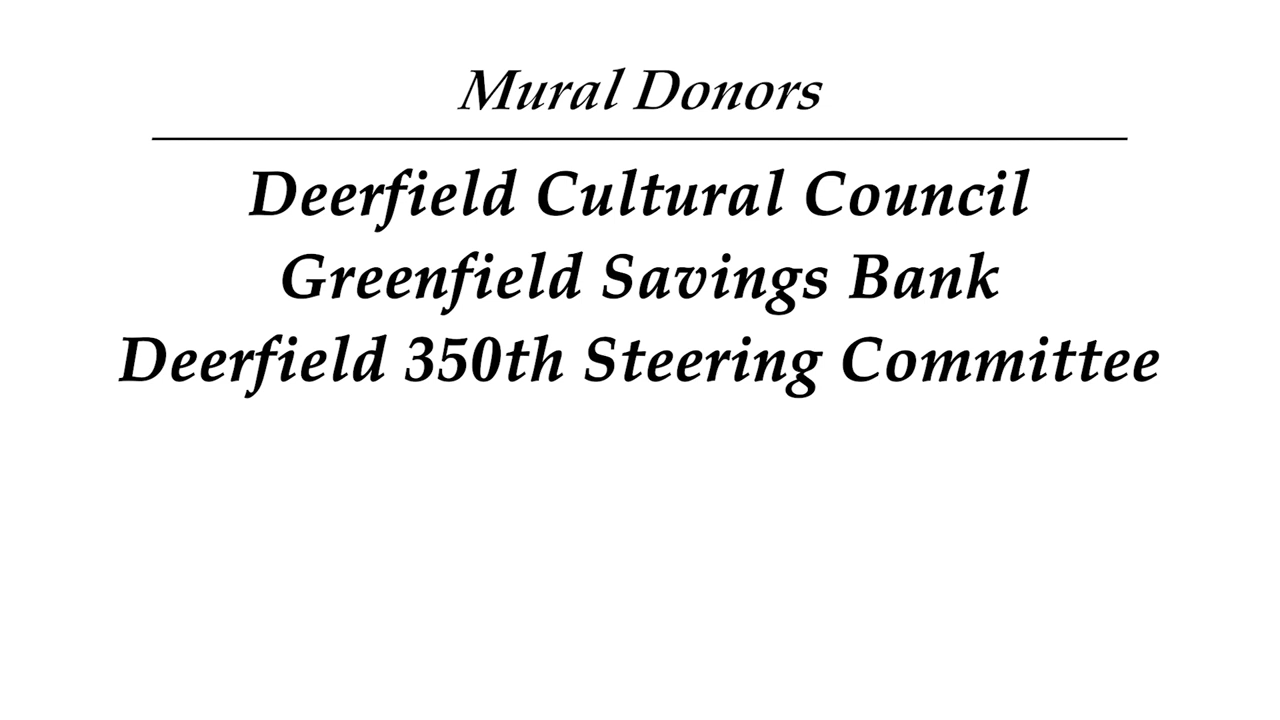 Mural Donors
Deerfield Cultural Council
Greenfield Savings Bank
Deerfield 350th Steering Committee